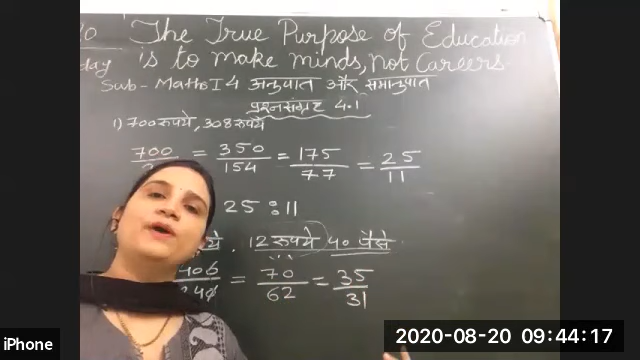 The True Purpose of Education
day is to make minds, not Careers.
Sub- Maths I 4 अनुपात और समानुपात
प्रश्नसंग्रह 4.1
1) 700 रुपये, 308 रुपये
700 = 350/154 = 175/77 = 25/11
25 : 11
12 रुपये 40 पैसे
= 70/62 = 35/31
iPhone
2020-08-20 09:44:17